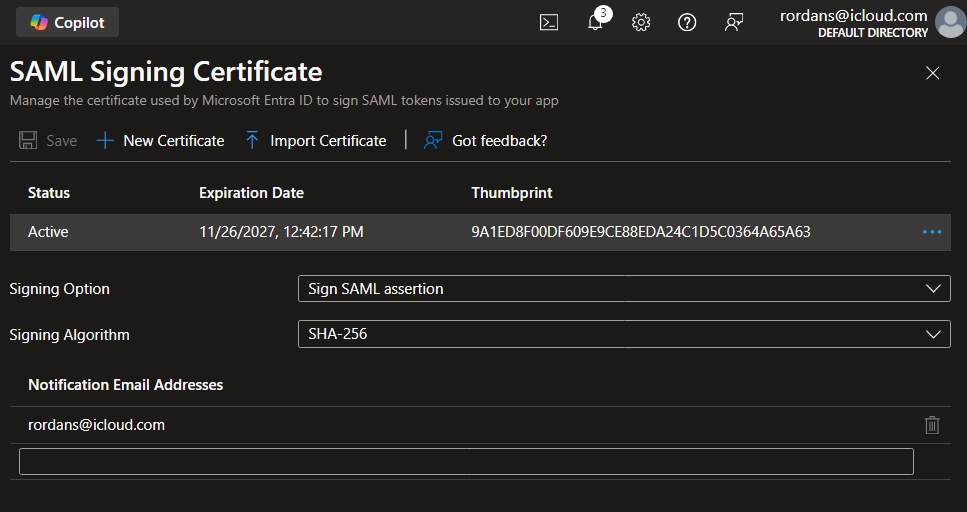 Copilot
3
rordans@icloud.com
DEFAULT DIRECTORY
SAML Signing Certificate
Manage the certificate used by Microsoft Entra ID to sign SAML tokens issued to your app
Save New Certificate Import Certificate Got feedback?
Status Expiration Date Thumbprint
Active 11/26/2027, 12:42:17 PM 9A1ED8F00DF609E9CE88EDA24C1D5C0364A65A63
Signing Option Sign SAML assertion
Signing Algorithm SHA-256
Notification Email Addresses
rordans@icloud.com